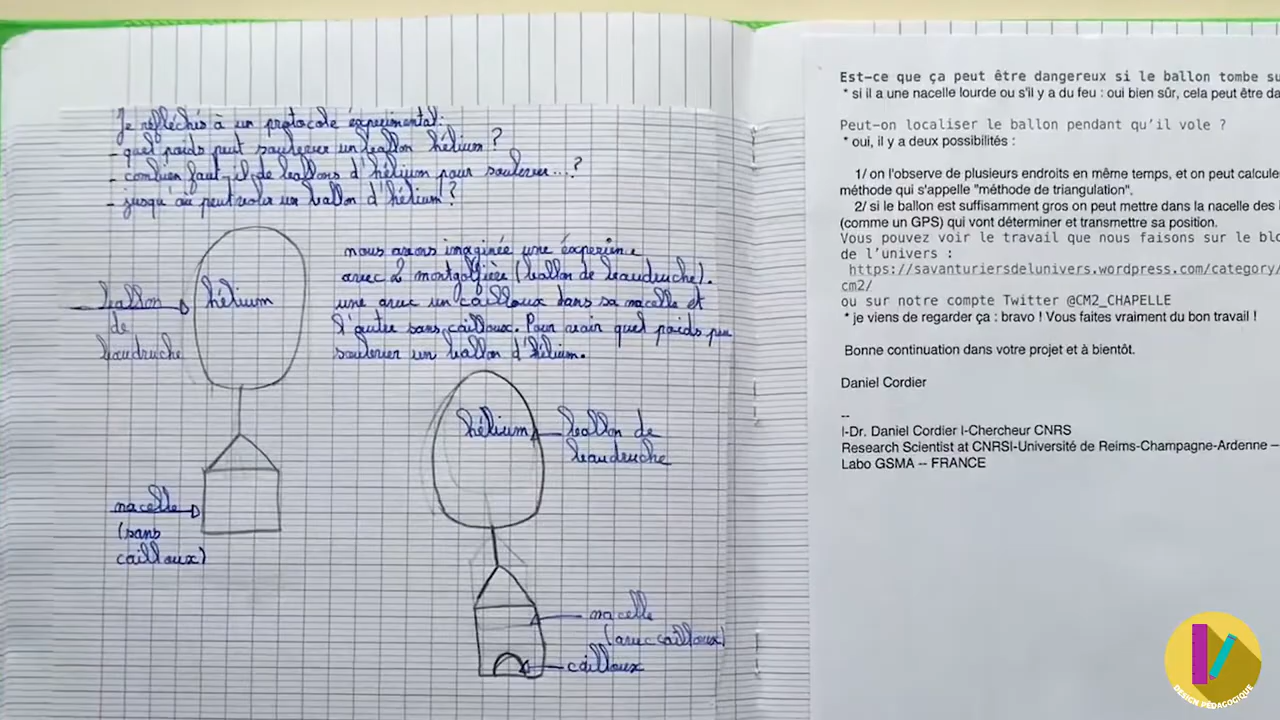 Je réfléchis à un protocole éxperimental:
- quel poids peut soulever un ballon hélium ?
- combien faut-il de ballons d'hélium pour soulever...?
- jusqu'où peut voler un ballon d'hélium ?
nous avons imaginée une éxperience
avec 2 montgolfière (ballon de beaudruche).
une avec un cailloux dans sa nacelle et
l'autre sans cailloux. Pour avoir quel poids peu
soulever un ballon d'hélium.
ballon
de
beaudruche
hélium
nacelle
(sans
cailloux)
hélium
ballon de
beaudruche
nacelle
(avec cailloux)
cailloux
Est-ce que ça peut être dangereux si le ballon tombe su
* si il a une nacelle lourde ou s'il y a du feu : oui bien sûr, cela peut être da
Peut-on localiser le ballon pendant qu'il vole ?
* oui, il y a deux possibilités :
1/ on l'observe de plusieurs endroits en même temps, et on peut calcule
méthode qui s'appelle "méthode de triangulation".
2/ si le ballon est suffisamment gros on peut mettre dans la nacelle des
(comme un GPS) qui vont déterminer et transmettre sa position.
Vous pouvez voir le travail que nous faisons sur le blo
de l'univers :
https://savanturiersdelunivers.wordpress.com/category/
cm2/
ou sur notre compte Twitter @CM2_CHAPELLE
* je viens de regarder ça : bravo ! Vous faites vraiment du bon travail !
Bonne continuation dans votre projet et à bientôt.
Daniel Cordier
--
|-Dr. Daniel Cordier |-Chercheur CNRS
Research Scientist at CNRS|-Université de Reims-Champagne-Ardenne –
Labo GSMA -- FRANCE
DESIGN PÉDAGOGIQUE